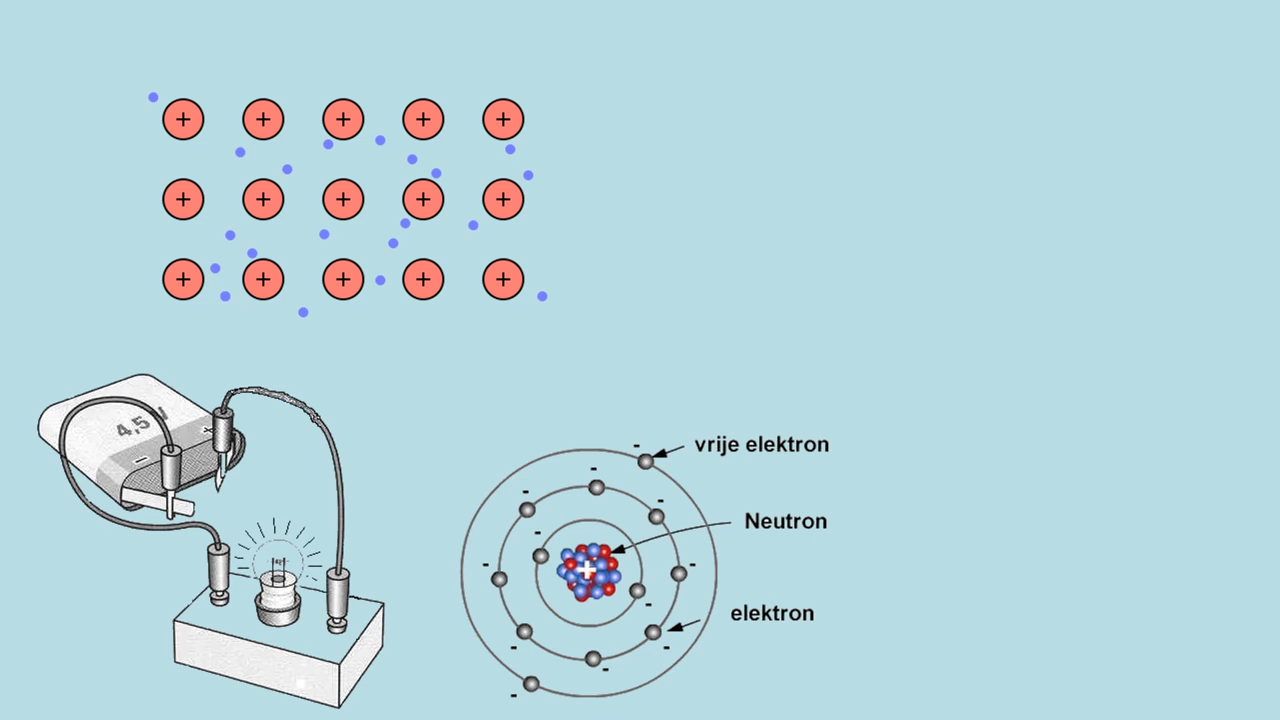 + + + + +
+ + + + +
+ + + + +
4,5
+
-
vrije elektron
Neutron
+
elektron